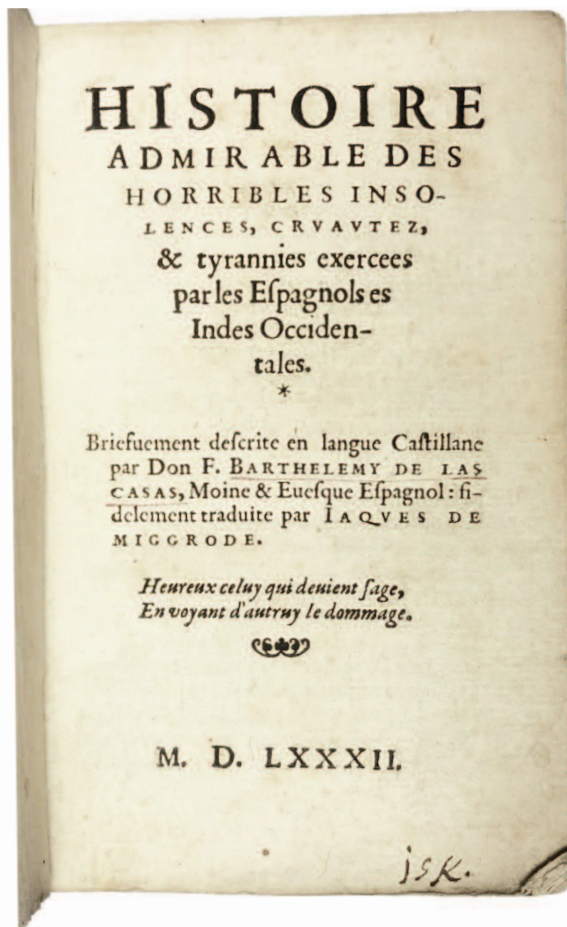 HISTOIRE
ADMIRABLE DES
HORRIBLES INSO-
LENCES, CRVAVTEZ,
& tyrannies exercees
par les Eſpagnols es
Indes Occiden-
tales.
*
Briefuement deſcrite en langue Caſtillane
par Don F. BARTHELEMY DE LAS
CASAS, Moine & Eueſque Eſpagnol : fi-
delement traduite par IAQVES DE
MIGGRODE.
Heureux celuy qui deuient ſage,
En voyant d'autruy le dommage.
M. D. LXXXII.
jsk.